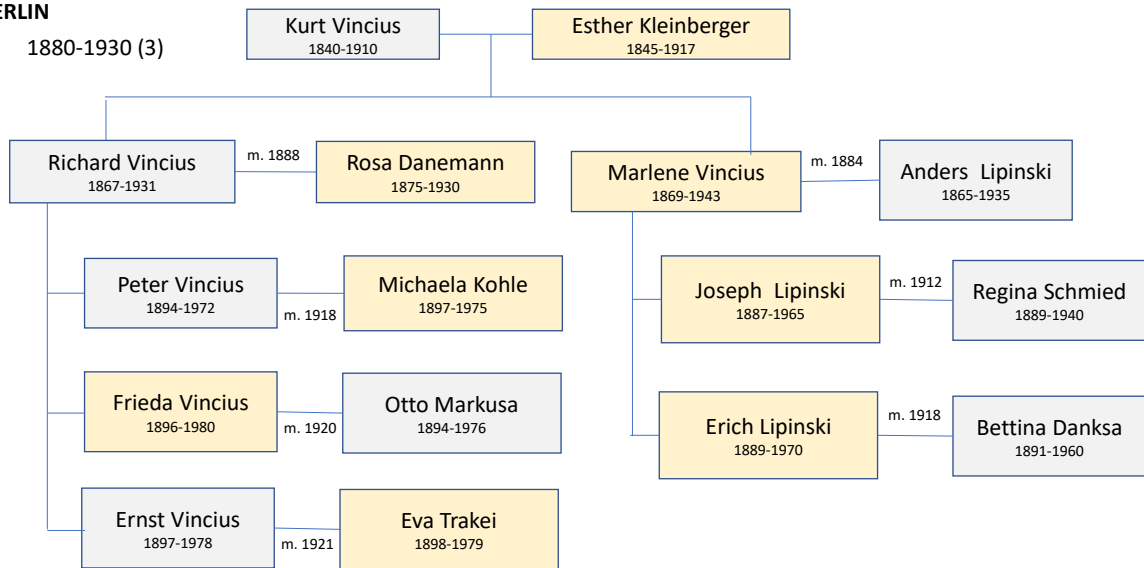 ERLIN
1880-1930 (3)
Kurt Vincius
1840-1910
Esther Kleinberger
1845-1917
Richard Vincius
1867-1931
m. 1888
Rosa Danemann
1875-1930
Marlene Vincius
1869-1943
m. 1884
Anders Lipinski
1865-1935
Peter Vincius
1894-1972
m. 1918
Michaela Kohle
1897-1975
Joseph Lipinski
1887-1965
m. 1912
Regina Schmied
1889-1940
Frieda Vincius
1896-1980
m. 1920
Otto Markusa
1894-1976
Erich Lipinski
1889-1970
m. 1918
Bettina Danksa
1891-1960
Ernst Vincius
1897-1978
m. 1921
Eva Trakei
1898-1979